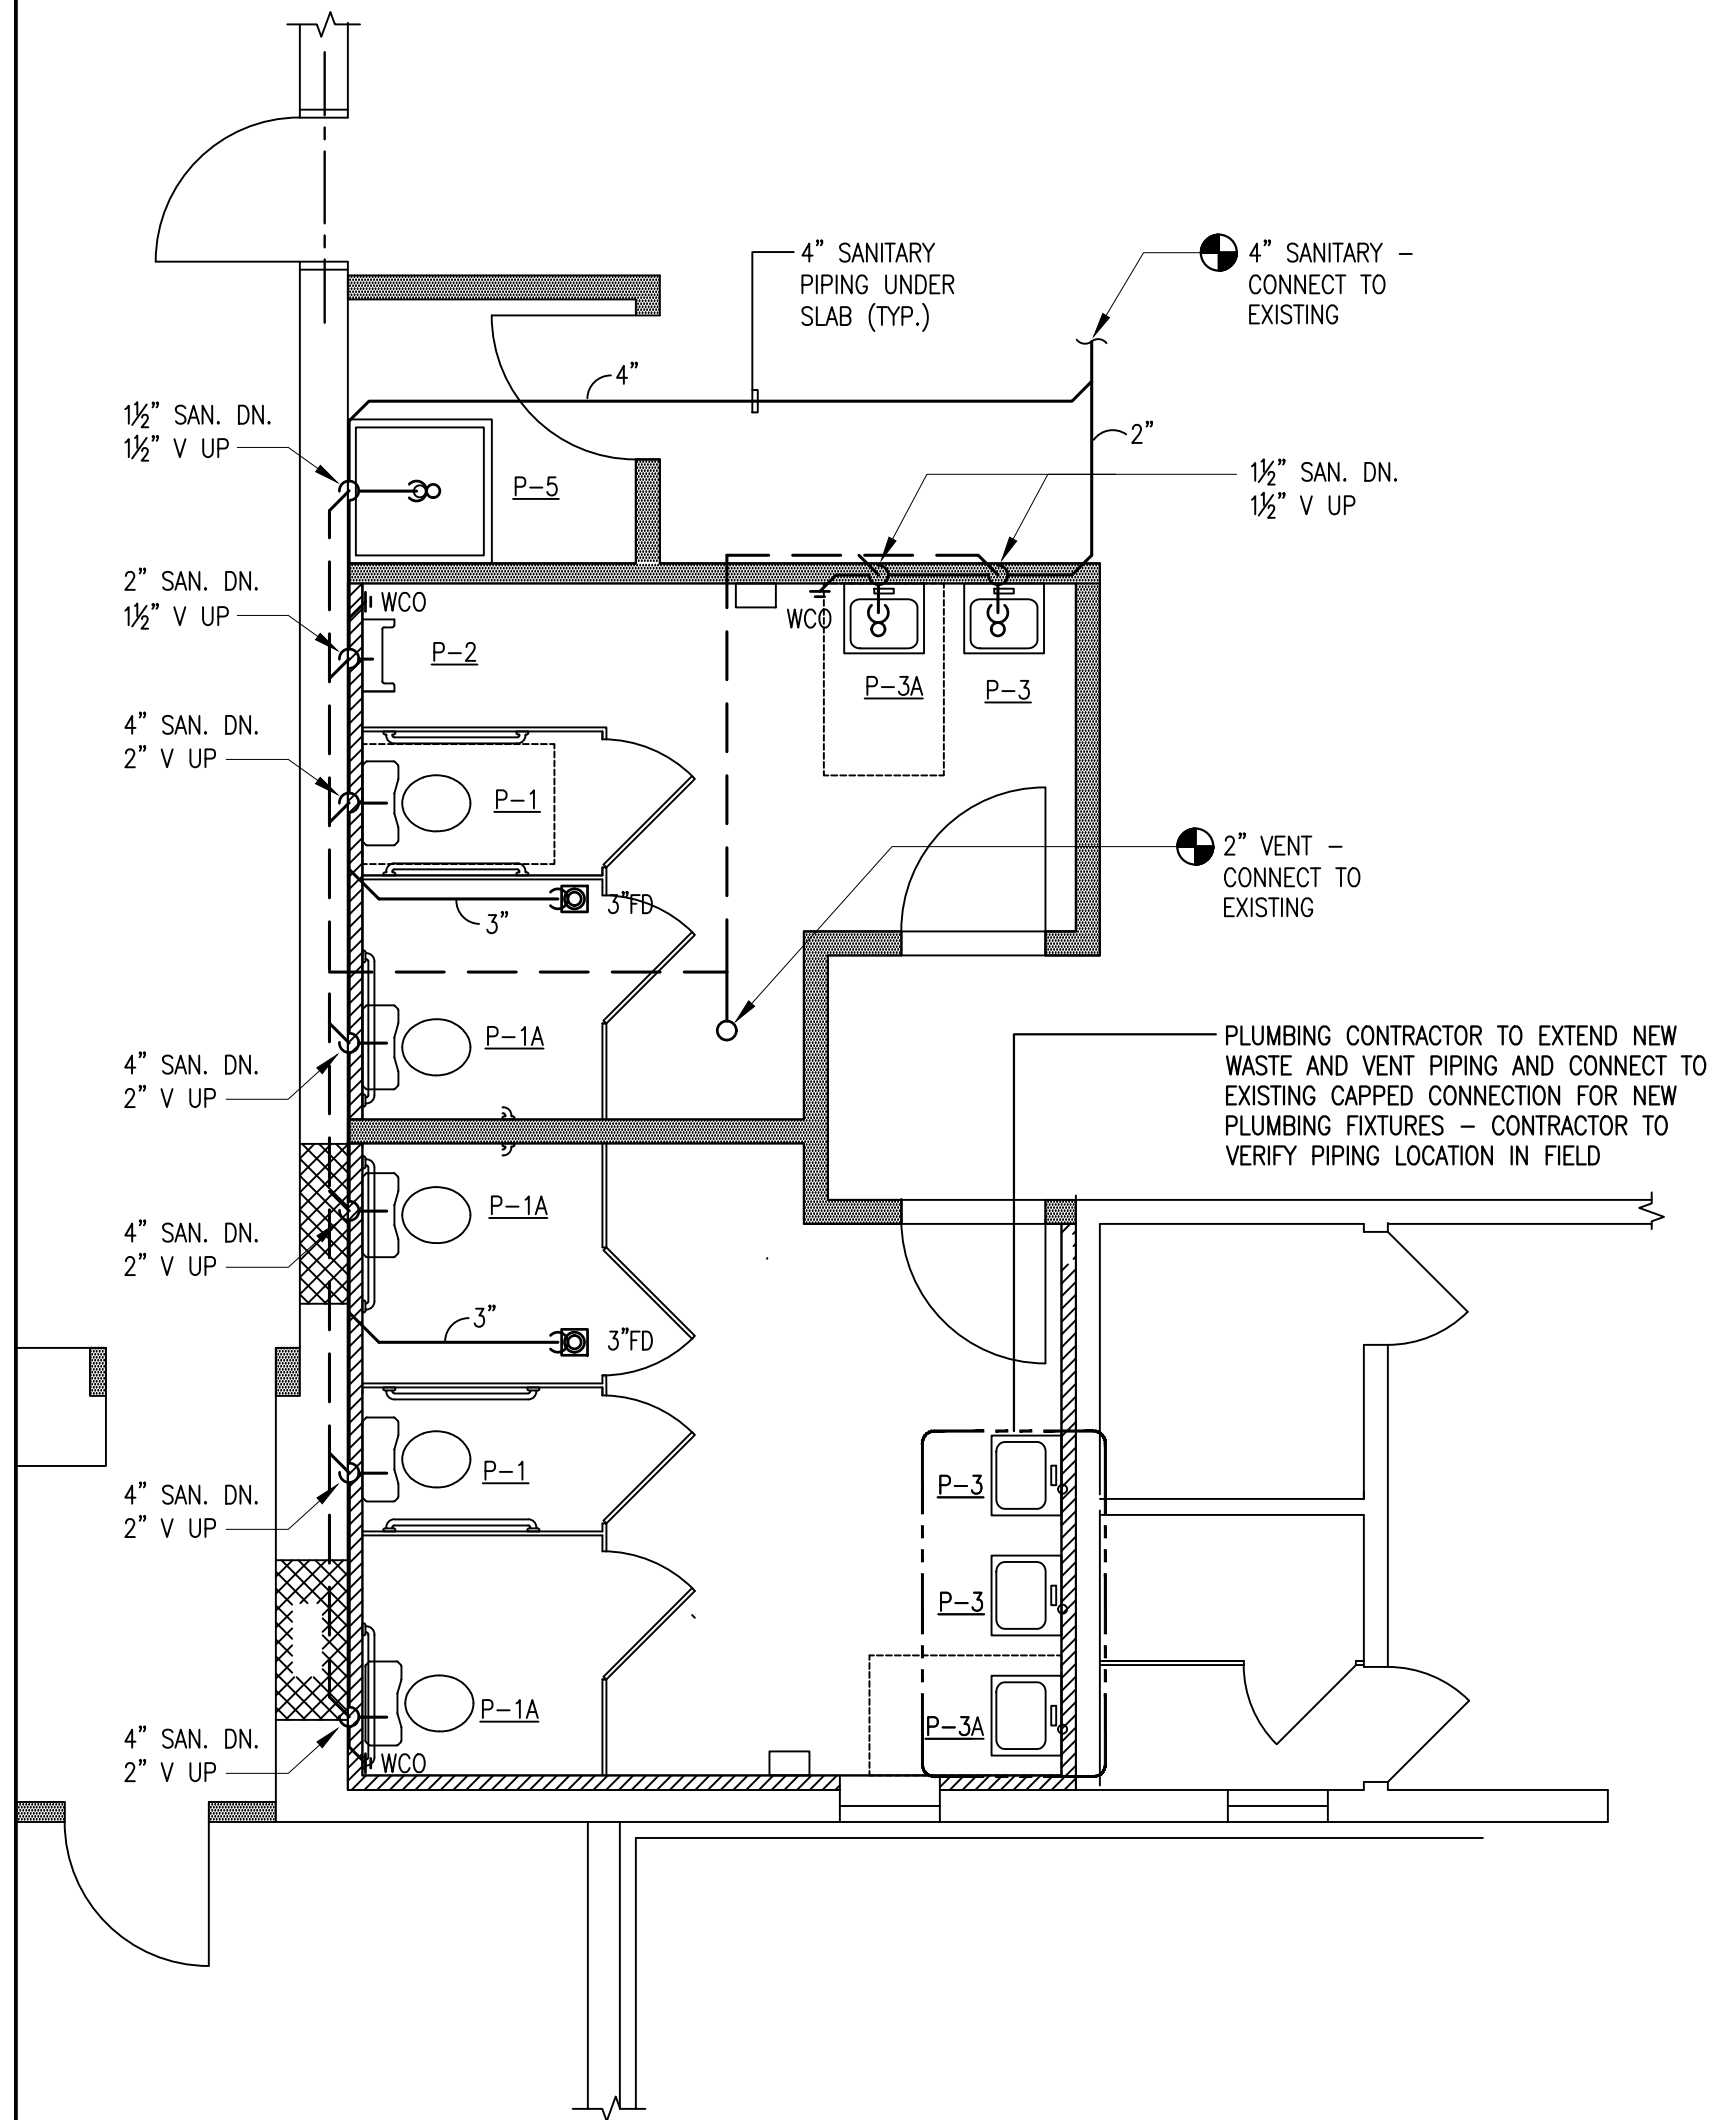 4” SANITARY
PIPING UNDER
SLAB (TYP.)
4” SANITARY –
CONNECT TO
EXISTING
4”
1½” SAN. DN.
1½” V UP
2”
P–5
1½” SAN. DN.
1½” V UP
2” SAN. DN.
1½” V UP
WCO
WCO
P–2
P–3A
P–3
4” SAN. DN.
2” V UP
P–1
2” VENT –
CONNECT TO
EXISTING
3”FD
3”
P–1A
PLUMBING CONTRACTOR TO EXTEND NEW
WASTE AND VENT PIPING AND CONNECT TO
EXISTING CAPPED CONNECTION FOR NEW
PLUMBING FIXTURES – CONTRACTOR TO
VERIFY PIPING LOCATION IN FIELD
4” SAN. DN.
2” V UP
P–1A
4” SAN. DN.
2” V UP
3”
3”FD
P–1
P–3
4” SAN. DN.
2” V UP
P–3
P–1A
P–3A
4” SAN. DN.
2” V UP
WCO